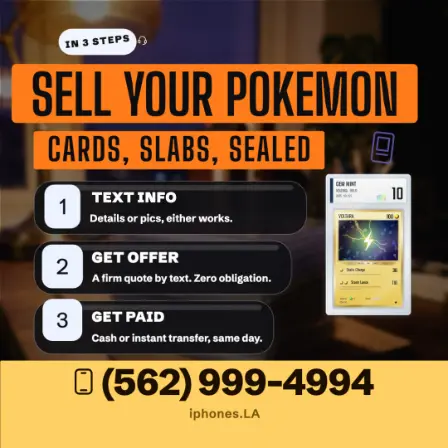 IN 3 STEPS
SELL YOUR POKEMON
CARDS, SLABS, SEALED
1
TEXT INFO
Details or pics, either works.
2
GET OFFER
A firm quote by text. Zero obligation.
3
GET PAID
Cash or instant transfer, same day.
GEM MINT
10
(562) 999-4994
iphones.LA